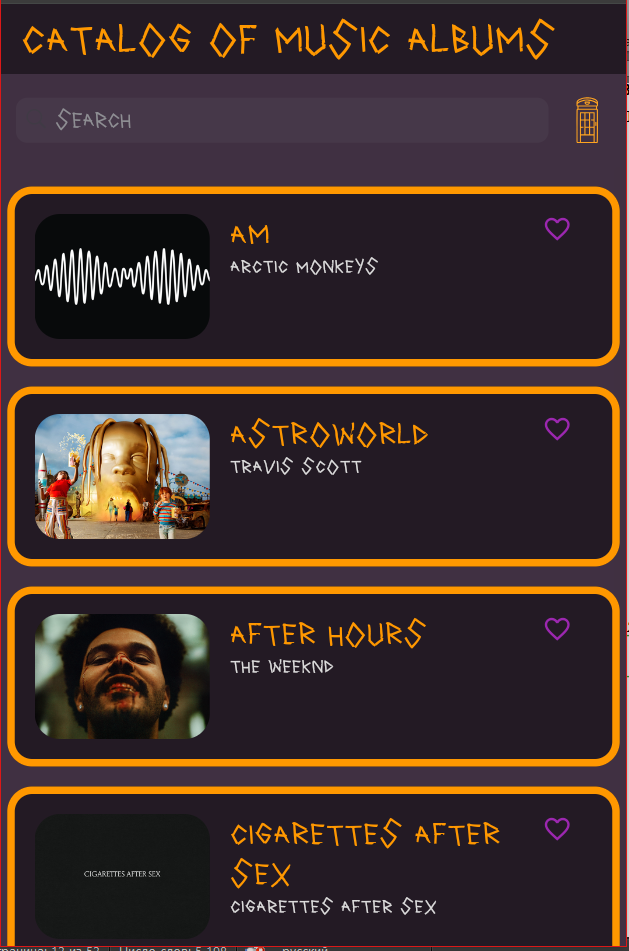 CATALOG OF MUSIC ALBUMS
SEARCH
AM
ARCTIC MONKEYS
ASTROWORLD
TRAVIS SCOTT
AFTER HOURS
THE WEEKND
CIGARETTES AFTER SEX
CIGARETTES AFTER
SEX
CIGARETTES AFTER SEX